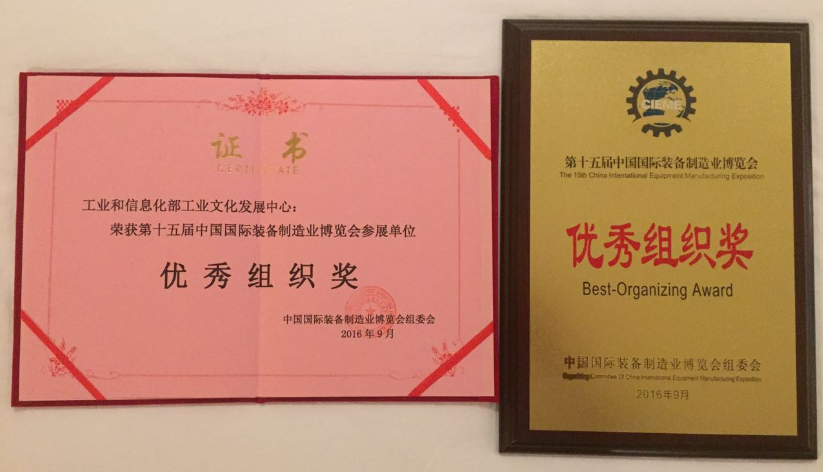 证书
CERTIFICATE
工业和信息化部工业文化发展中心:
荣获第十五届中国国际装备制造业博览会参展单位
优秀组织奖
中国国际装备制造业博览会组委会
2016年9月
CIEME
第十五届中国国际装备制造业博览会
The 15th China International Equipment Manufacturing Exposition
优秀组织奖
Best-Organizing Award
中国国际装备制造业博览会组委会
Organizing Committee Of China International Equipment Manufacturing Exposition
2016年9月